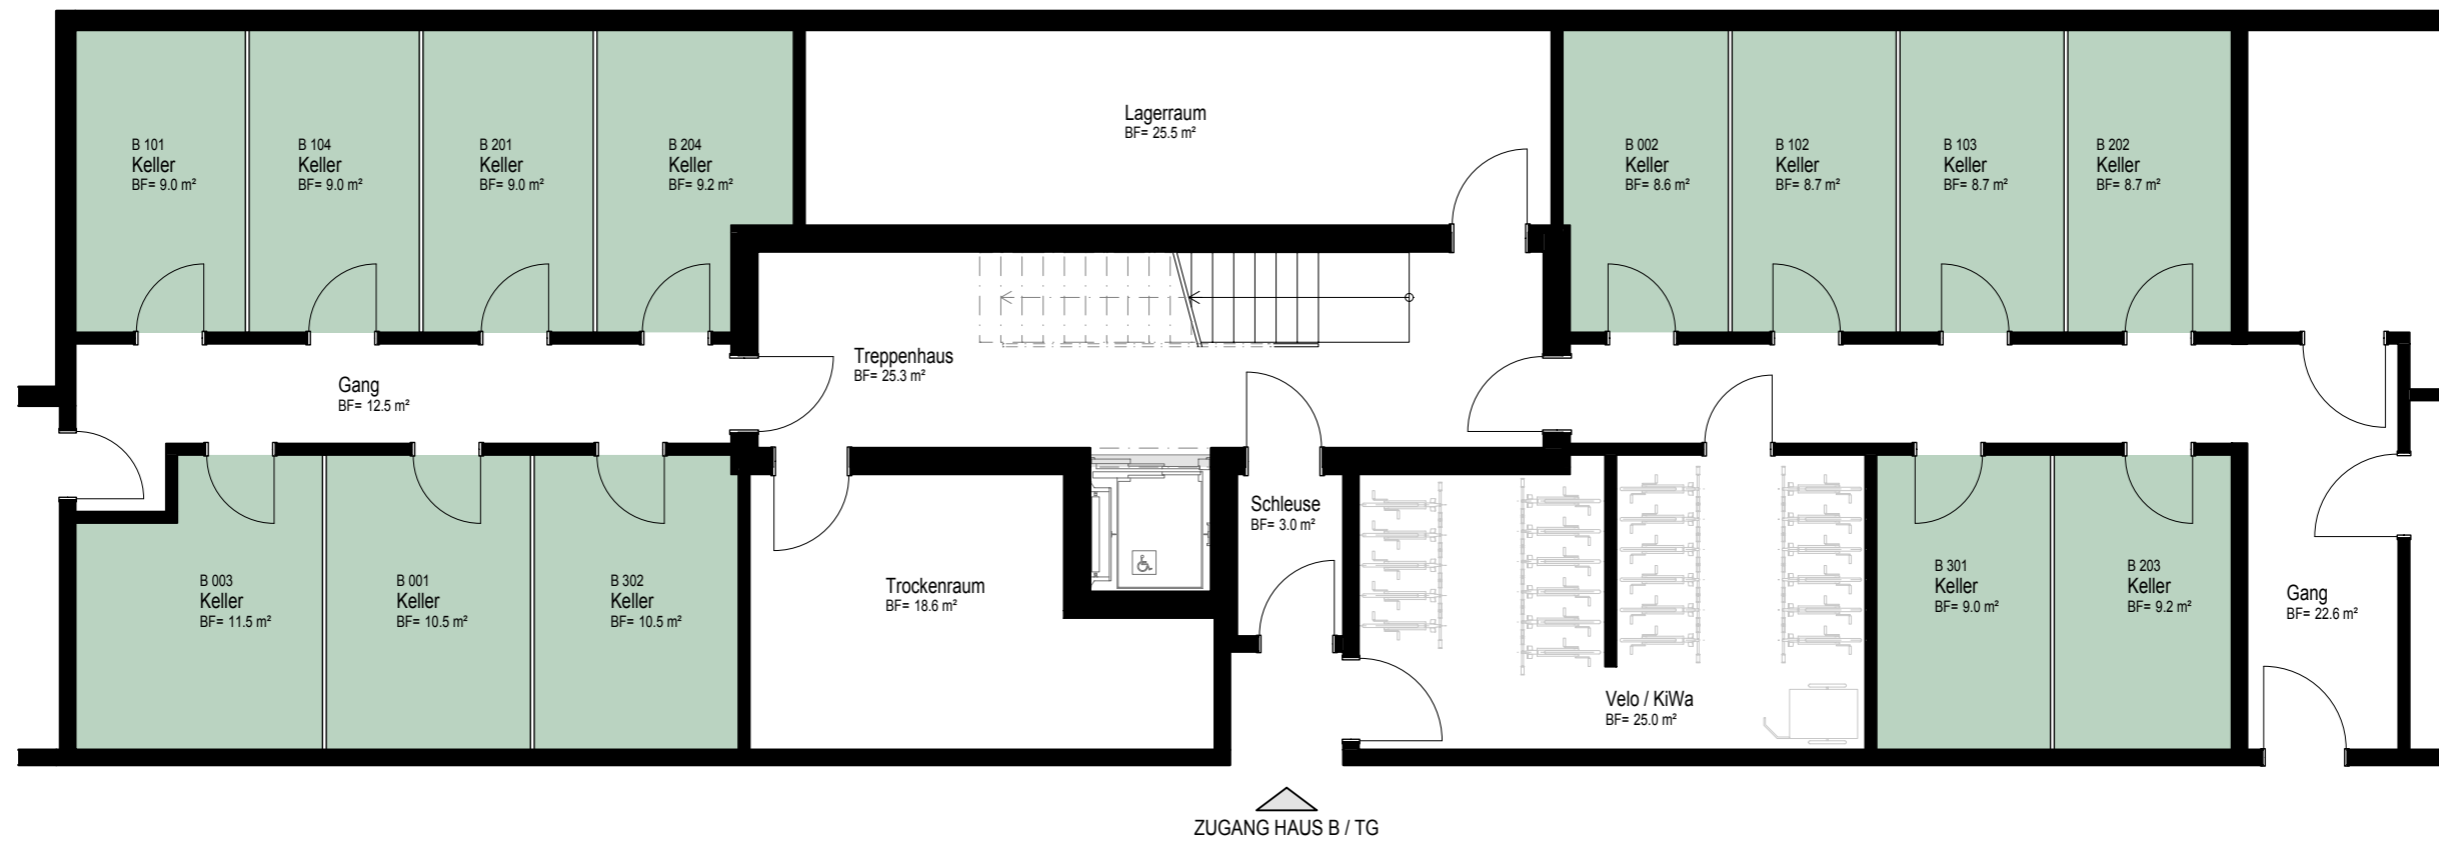 B 101
Keller
BF= 9.0 m²
B 104
Keller
BF= 9.0 m²
B 201
Keller
BF= 9.0 m²
B 204
Keller
BF= 9.2 m²
Lagerraum
BF= 25.5 m²
B 002
Keller
BF= 8.6 m²
B 102
Keller
BF= 8.7 m²
B 103
Keller
BF= 8.7 m²
B 202
Keller
BF= 8.7 m²
Gang
BF= 12.5 m²
Treppenhaus
BF= 25.3 m²
B 003
Keller
BF= 11.5 m²
B 001
Keller
BF= 10.5 m²
B 302
Keller
BF= 10.5 m²
Trockenraum
BF= 18.6 m²
Schleuse
BF= 3.0 m²
Velo / KiWa
BF= 25.0 m²
B 301
Keller
BF= 9.0 m²
B 203
Keller
BF= 9.2 m²
Gang
BF= 22.6 m²
ZUGANG HAUS B / TG